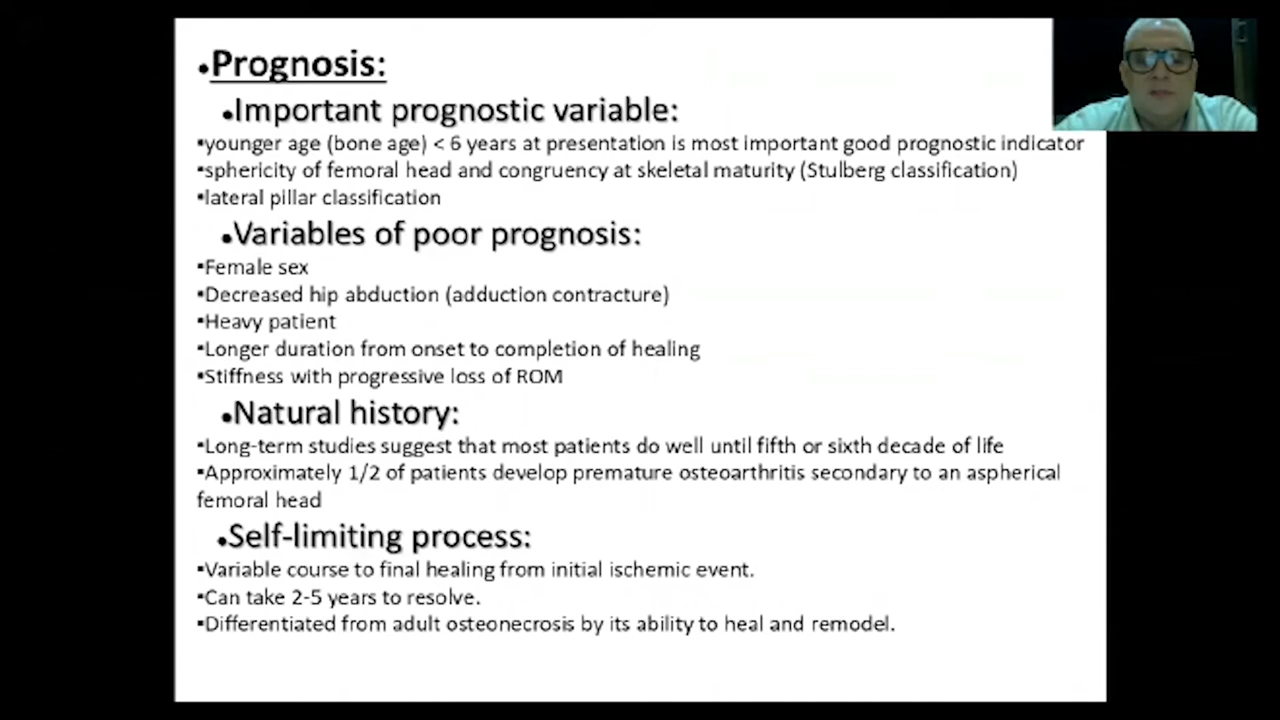 •Prognosis:
•Important prognostic variable:
▪younger age (bone age) < 6 years at presentation is most important good prognostic indicator
▪sphericity of femoral head and congruency at skeletal maturity (Stulberg classification)
▪lateral pillar classification
•Variables of poor prognosis:
▪Female sex
▪Decreased hip abduction (adduction contracture)
▪Heavy patient
▪Longer duration from onset to completion of healing
▪Stiffness with progressive loss of ROM
•Natural history:
▪Long-term studies suggest that most patients do well until fifth or sixth decade of life
▪Approximately 1/2 of patients develop premature osteoarthritis secondary to an aspherical
femoral head
•Self-limiting process:
▪Variable course to final healing from initial ischemic event.
▪Can take 2-5 years to resolve.
▪Differentiated from adult osteonecrosis by its ability to heal and remodel.